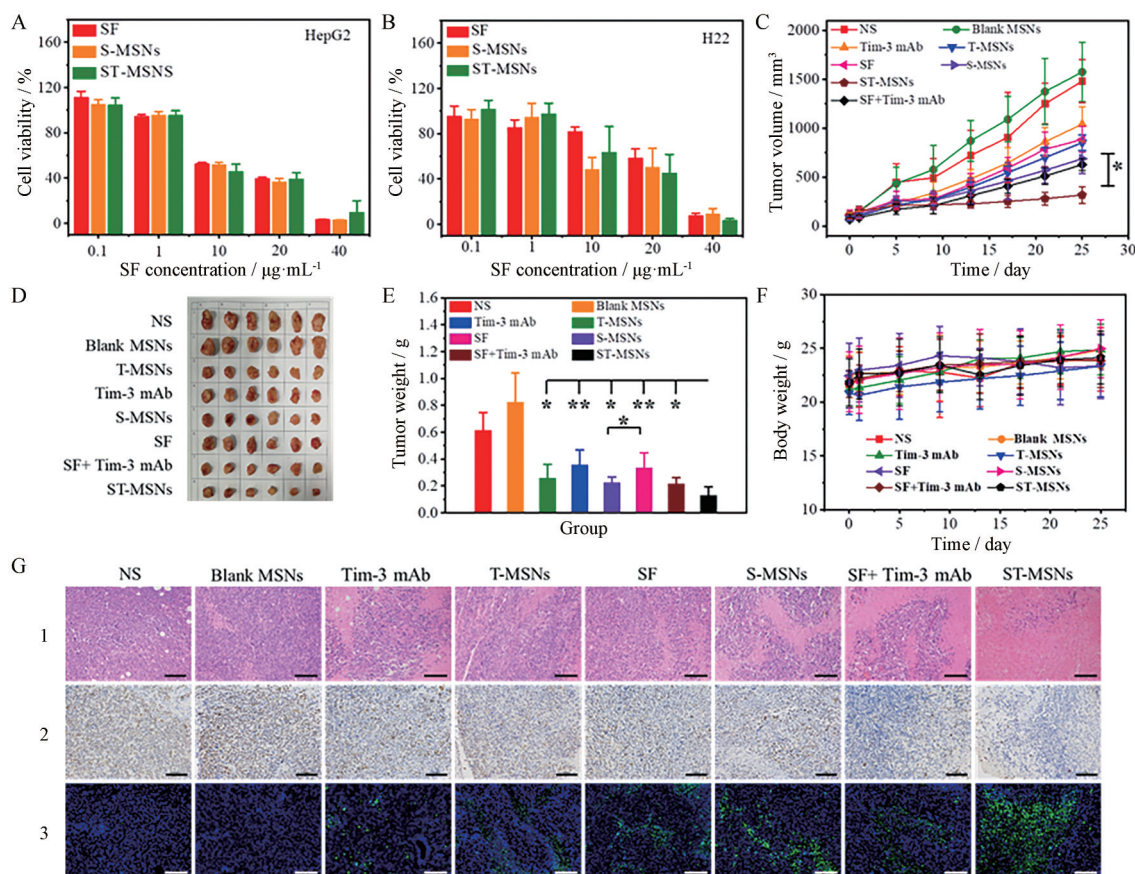 A
HepG2
SF
S-MSNs
ST-MSNS
Cell viability / %
160
120
80
40
0
0.1 1 10 20 40
SF concentration / μg·mL⁻¹
B
H22
SF
S-MSNs
ST-MSNs
Cell viability / %
160
120
80
40
0
0.1 1 10 20 40
SF concentration / μg·mL⁻¹
C
NS Blank MSNs
Tim-3 mAb T-MSNs
SF S-MSNs
ST-MSNs
SF+Tim-3 mAb
*
Tumor volume / mm³
1500
1000
500
250
0
0 5 10 15 20 25 30
Time / day
D
NS
Blank MSNs
T-MSNs
Tim-3 mAb
S-MSNs
SF
SF+ Tim-3 mAb
ST-MSNs
E
NS Blank MSNs
Tim-3 mAb T-MSNs
SF S-MSNs
SF+Tim-3 mAb ST-MSNs
* ** * ** *
*
Tumor weight / g
1.6
1.4
1.2
1.0
0.8
0.6
0.4
0.2
0.0
Group
F
Body weight / g
30
25
20
15
10
NS Blank MSNs
Tim-3 mAb T-MSNs
SF S-MSNs
SF+Tim-3 mAb ST-MSNs
0 5 10 15 20 25
Time / day
G
NS Blank MSNs Tim-3 mAb T-MSNs SF S-MSNs SF+ Tim-3 mAb ST-MSNs
1
2
3